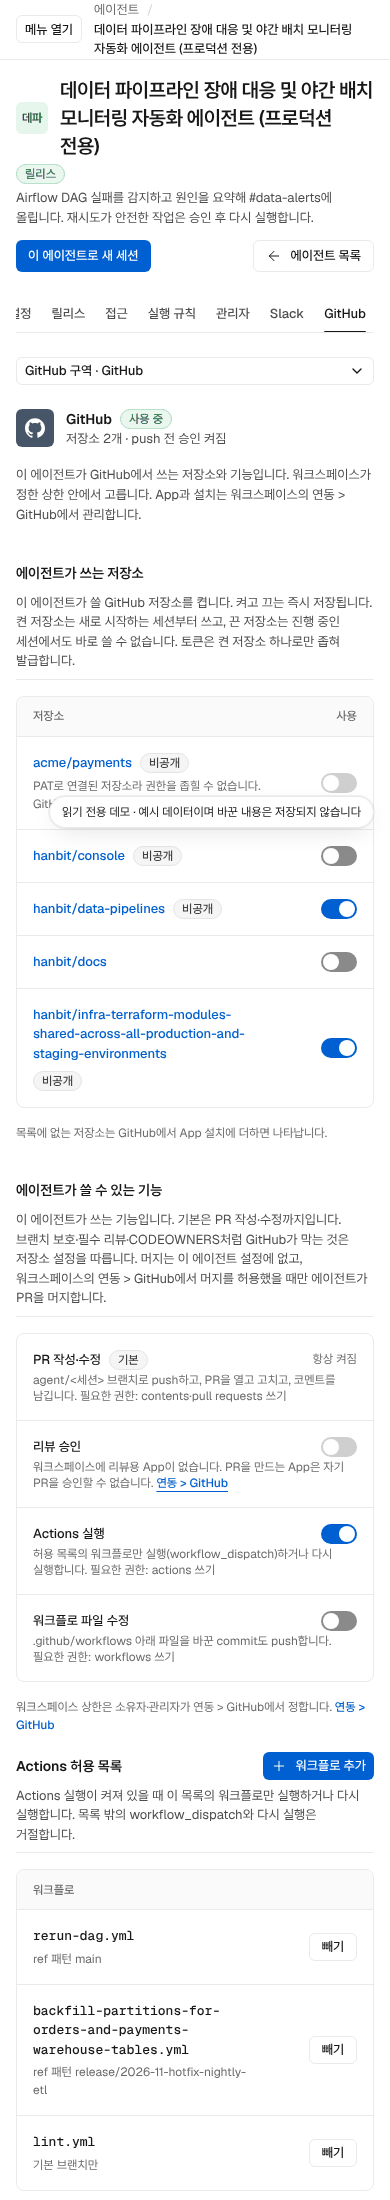 메뉴 열기
에이전트 /
데이터 파이프라인 장애 대응 및 야간 배치 모니터링
자동화 에이전트 (프로덕션 전용)
데파
데이터 파이프라인 장애 대응 및 야간 배치
모니터링 자동화 에이전트 (프로덕션
전용)
릴리스
Airflow DAG 실패를 감지하고 원인을 요약해 #data-alerts에
올립니다. 재시도가 안전한 작업은 승인 후 다시 실행합니다.
이 에이전트로 새 세션
← 에이전트 목록
릴리스 접근 실행 규칙 관리자 Slack GitHub
GitHub 구역 · GitHub
GitHub 사용 중
저장소 2개 · push 전 승인 켜짐
이 에이전트가 GitHub에서 쓰는 저장소와 기능입니다. 워크스페이스가
정한 상한 안에서 고릅니다. App과 설치는 워크스페이스의 연동 >
GitHub에서 관리합니다.
에이전트가 쓰는 저장소
이 에이전트가 쓸 GitHub 저장소를 켭니다. 켜고 끄는 즉시 저장됩니다.
켠 저장소는 새로 시작하는 세션부터 쓰고, 끈 저장소는 진행 중인
세션에서도 바로 쓸 수 없습니다. 토큰은 켠 저장소 하나로만 좁혀
발급합니다.
저장소 사용
acme/payments 비공개
PAT로 연결된 저장소라 권한을 좁힐 수 없습니다.
읽기 전용 데모 · 예시 데이터이며 바꾼 내용은 저장되지 않습니다
hanbit/console 비공개
hanbit/data-pipelines 비공개
hanbit/docs
hanbit/infra-terraform-modules-
shared-across-all-production-and-
staging-environments
비공개
목록에 없는 저장소는 GitHub에서 App 설치에 더하면 나타납니다.
에이전트가 쓸 수 있는 기능
이 에이전트가 쓰는 기능입니다. 기본은 PR 작성·수정까지입니다.
브랜치 보호·필수 리뷰·CODEOWNERS처럼 GitHub가 막는 것은
저장소 설정을 따릅니다. 머지는 이 에이전트 설정에 없고,
워크스페이스의 연동 > GitHub에서 머지를 허용했을 때만 에이전트가
PR을 머지합니다.
PR 작성·수정 기본 항상 켜짐
agent/<세션> 브랜치로 push하고, PR을 열고 고치고, 코멘트를
남깁니다. 필요한 권한: contents·pull requests 쓰기
리뷰 승인
워크스페이스에 리뷰용 App이 없습니다. PR을 만드는 App은 자기
PR을 승인할 수 없습니다. 연동 > GitHub
Actions 실행
허용 목록의 워크플로만 실행(workflow_dispatch)하거나 다시
실행합니다. 필요한 권한: actions 쓰기
워크플로 파일 수정
.github/workflows 아래 파일을 바꾼 commit도 push합니다.
필요한 권한: workflows 쓰기
워크스페이스 상한은 소유자·관리자가 연동 > GitHub에서 정합니다. 연동 >
GitHub
Actions 허용 목록
+ 워크플로 추가
Actions 실행이 켜져 있을 때 이 목록의 워크플로만 실행하거나 다시
실행합니다. 목록 밖의 workflow_dispatch와 다시 실행은
거절합니다.
워크플로
rerun-dag.yml
ref 패턴 main
빼기
backfill-partitions-for-
orders-and-payments-
warehouse-tables.yml
ref 패턴 release/2026-11-hotfix-nightly-
etl
빼기
lint.yml
기본 브랜치만
빼기